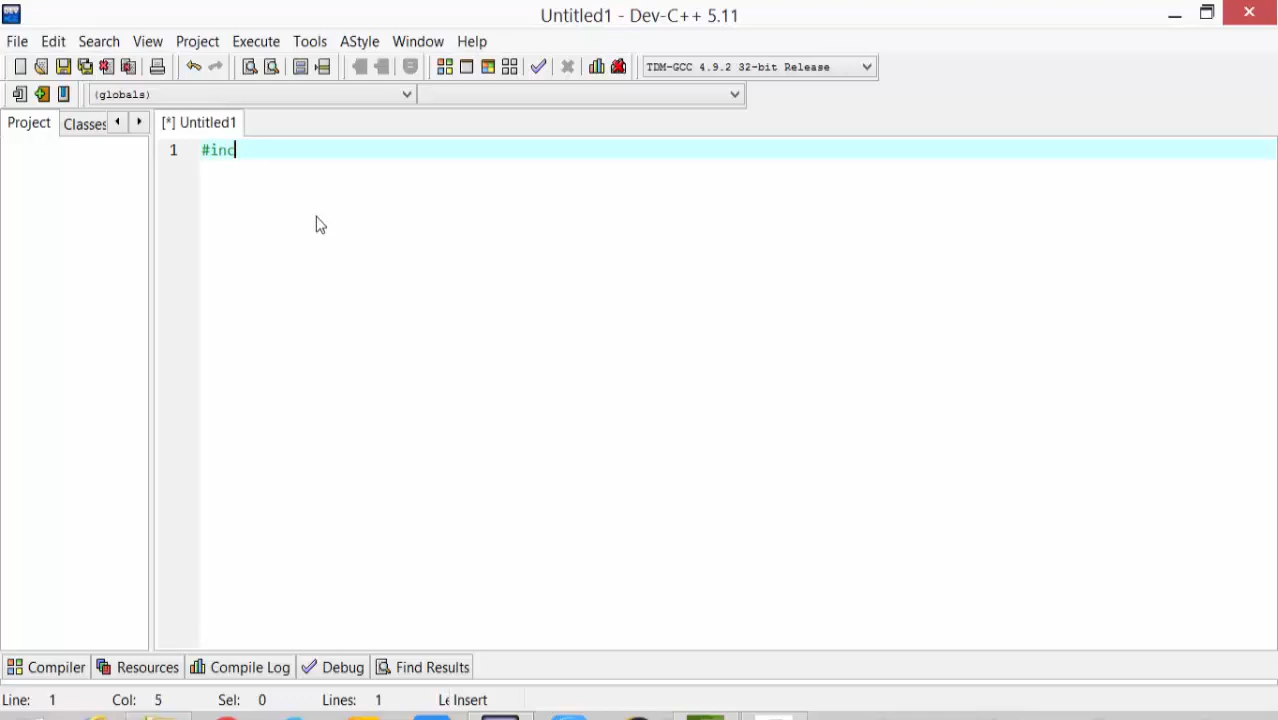 Untitled1 - Dev-C++ 5.11
File Edit Search View Project Execute Tools AStyle Window Help
TDM-GCC 4.9.2 32-bit Release
(globals)
Project Classes [*] Untitled1
1 #inc
Compiler Resources Compile Log Debug Find Results
Line: 1 Col: 5 Sel: 0 Lines: 1 Le Insert